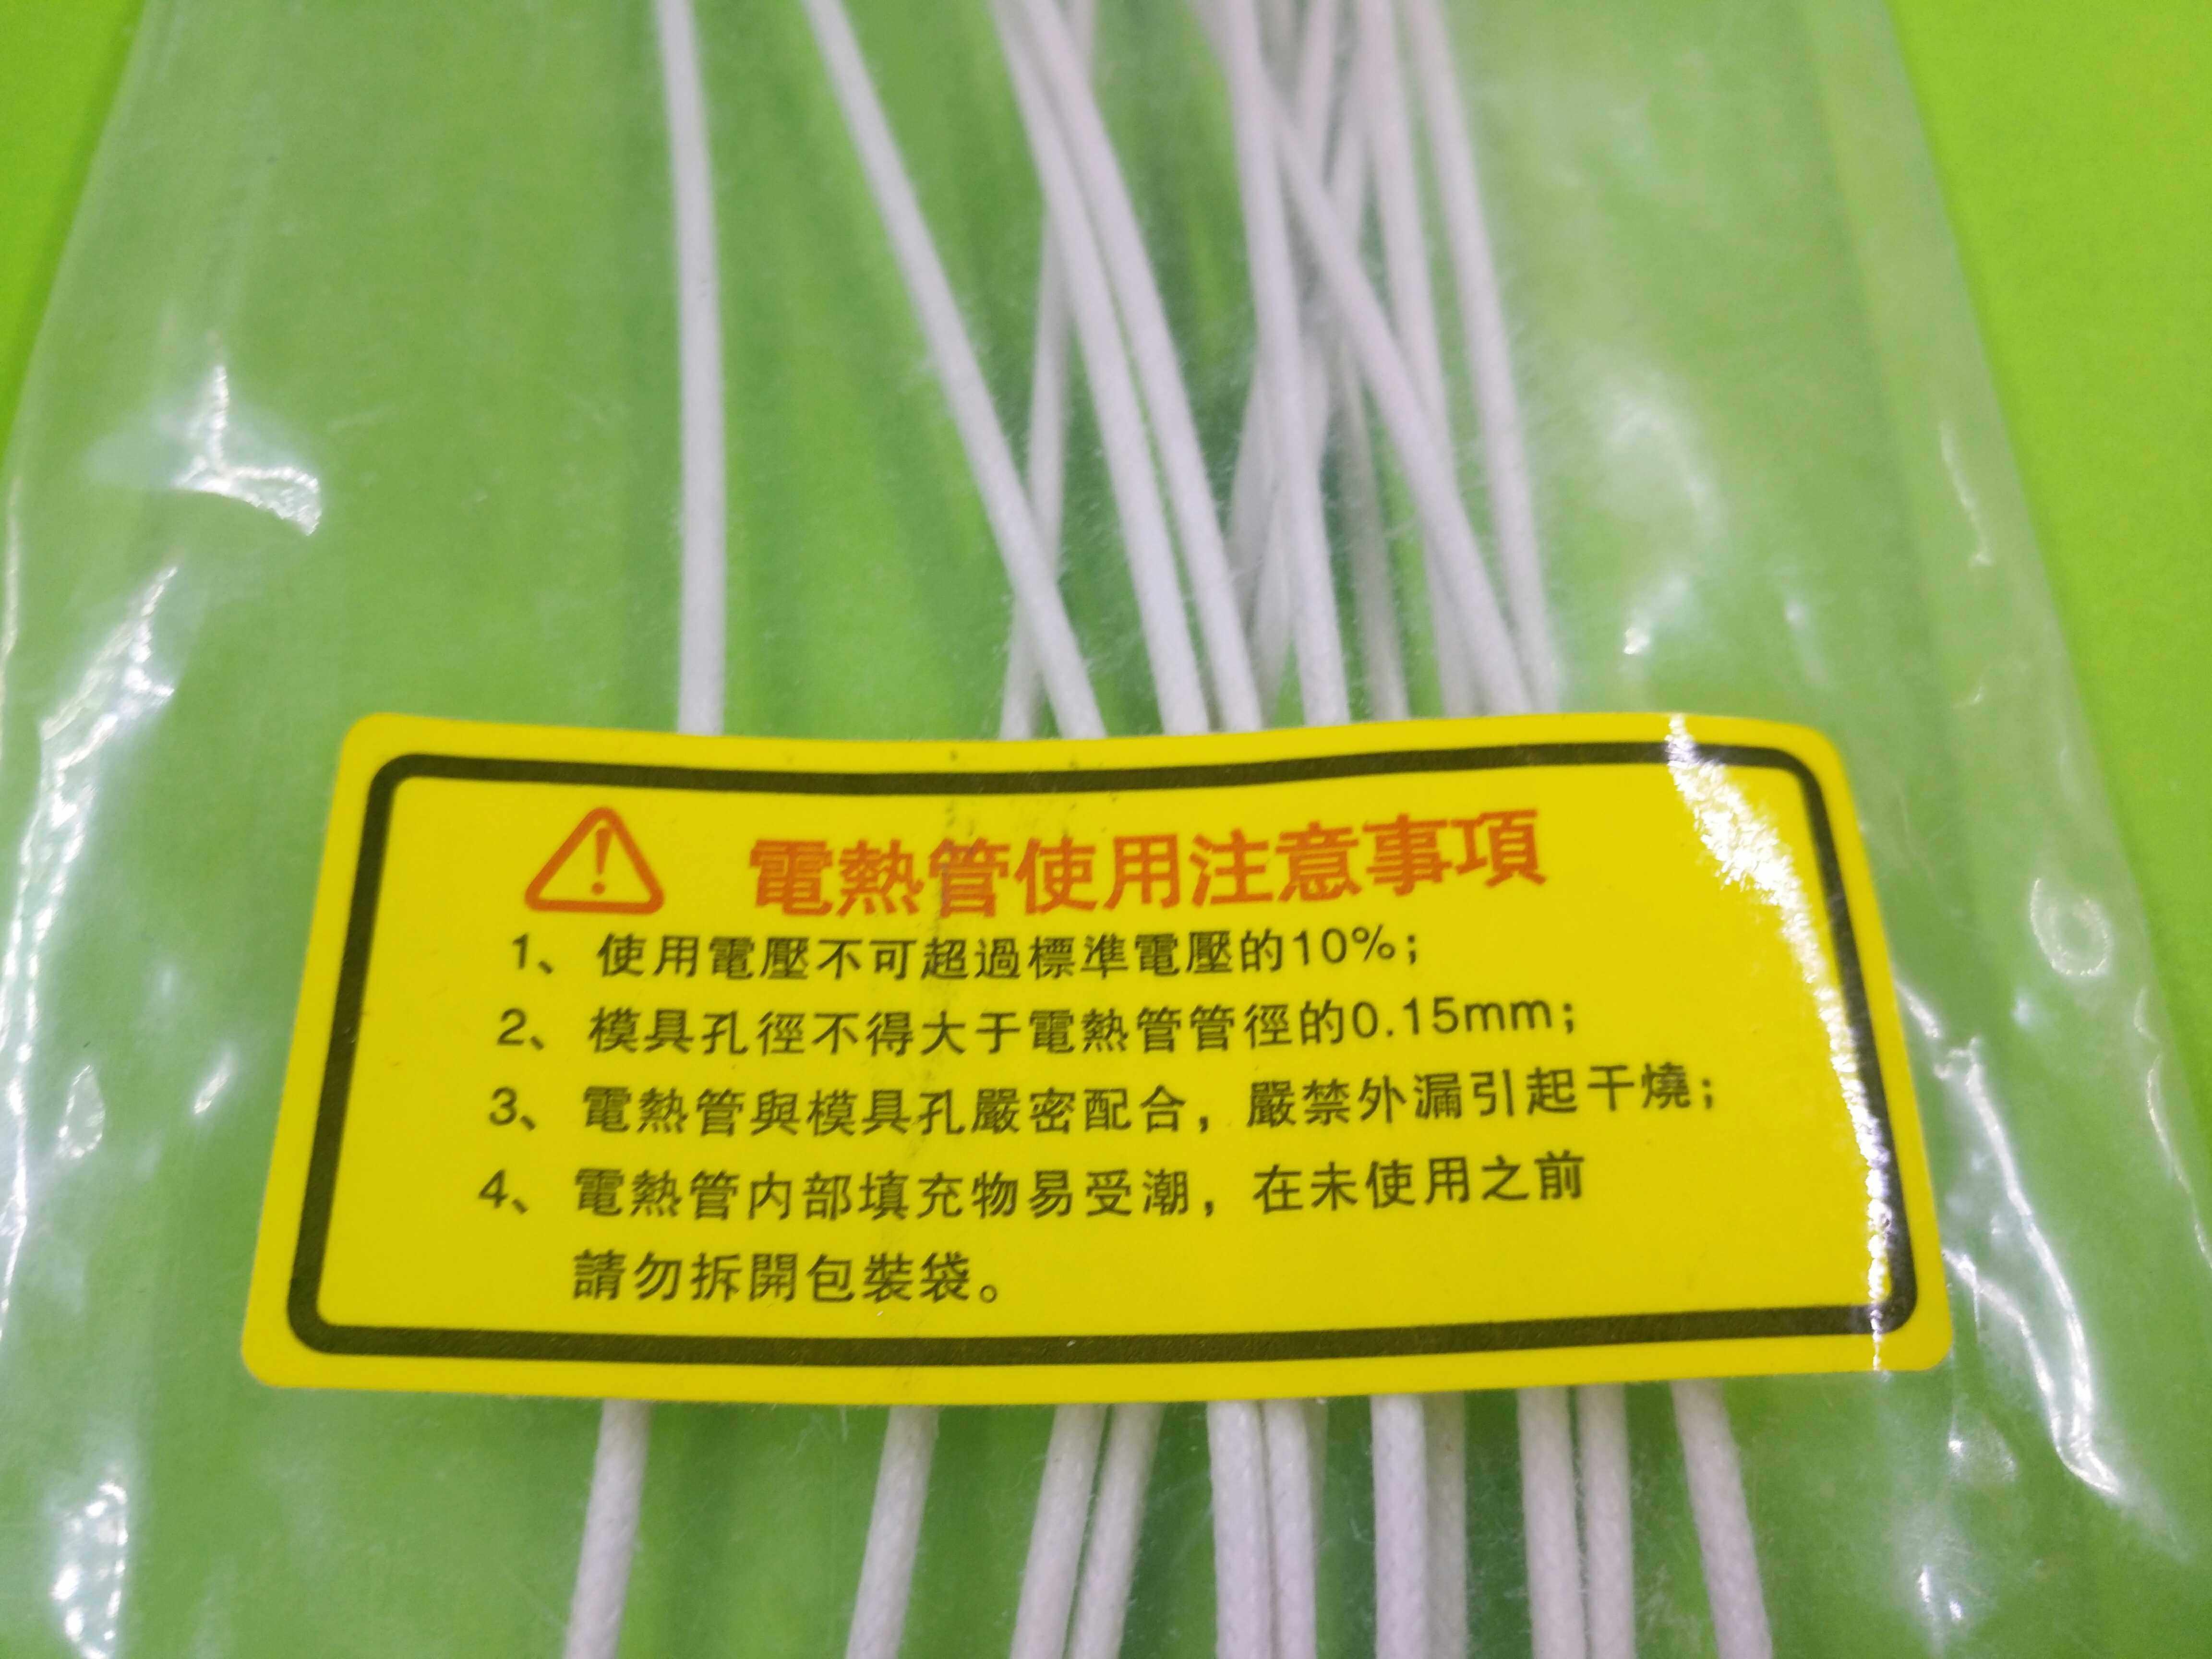 電熱管使用注意事項
1、使用電壓不可超過標準電壓的10%;
2、模具孔徑不得大于電熱管管徑的0.15mm;
3、電熱管與模具孔嚴密配合，嚴禁外漏引起干燒;
4、電熱管内部填充物易受潮，在未使用之前
請勿拆開包裝袋。